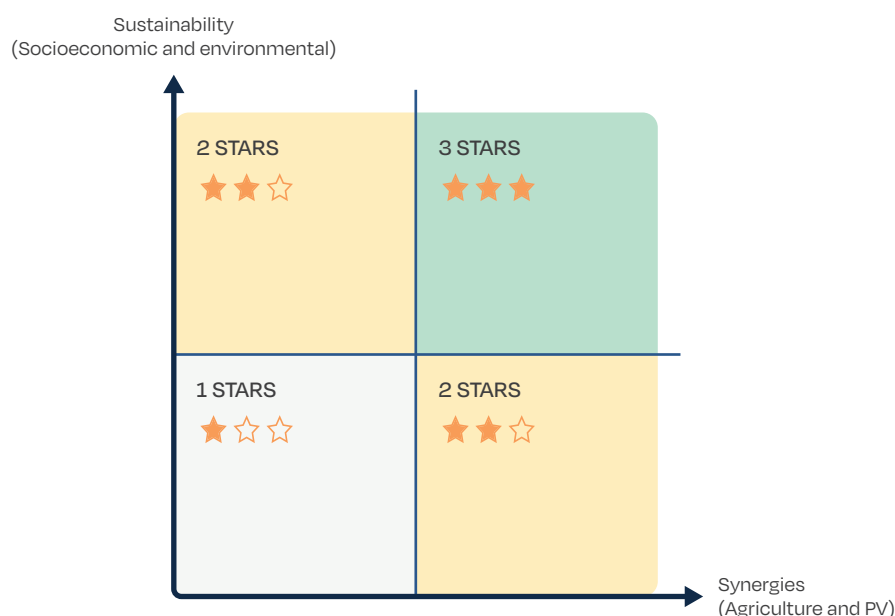 Sustainability
(Socioeconomic and environmental)
2 STARS
3 STARS
1 STARS
2 STARS
Synergies
(Agriculture and PV)